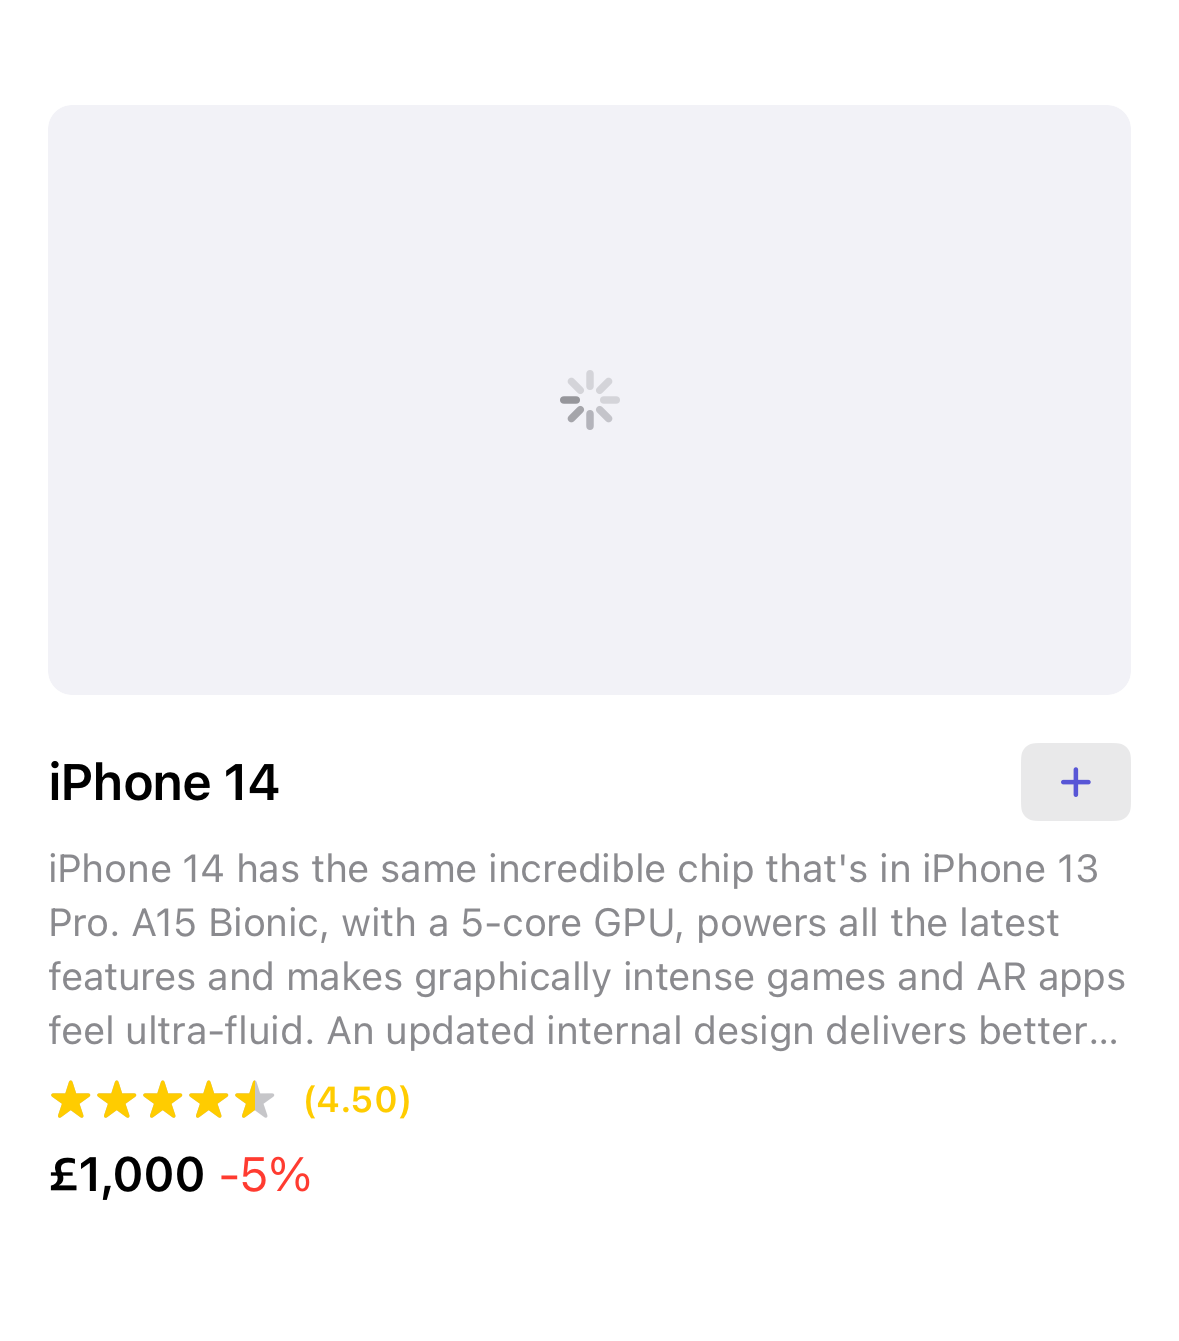 iPhone 14
+
iPhone 14 has the same incredible chip that's in iPhone 13
Pro. A15 Bionic, with a 5-core GPU, powers all the latest
features and makes graphically intense games and AR apps
feel ultra-fluid. An updated internal design delivers better...
(4.50)
£1,000 -5%